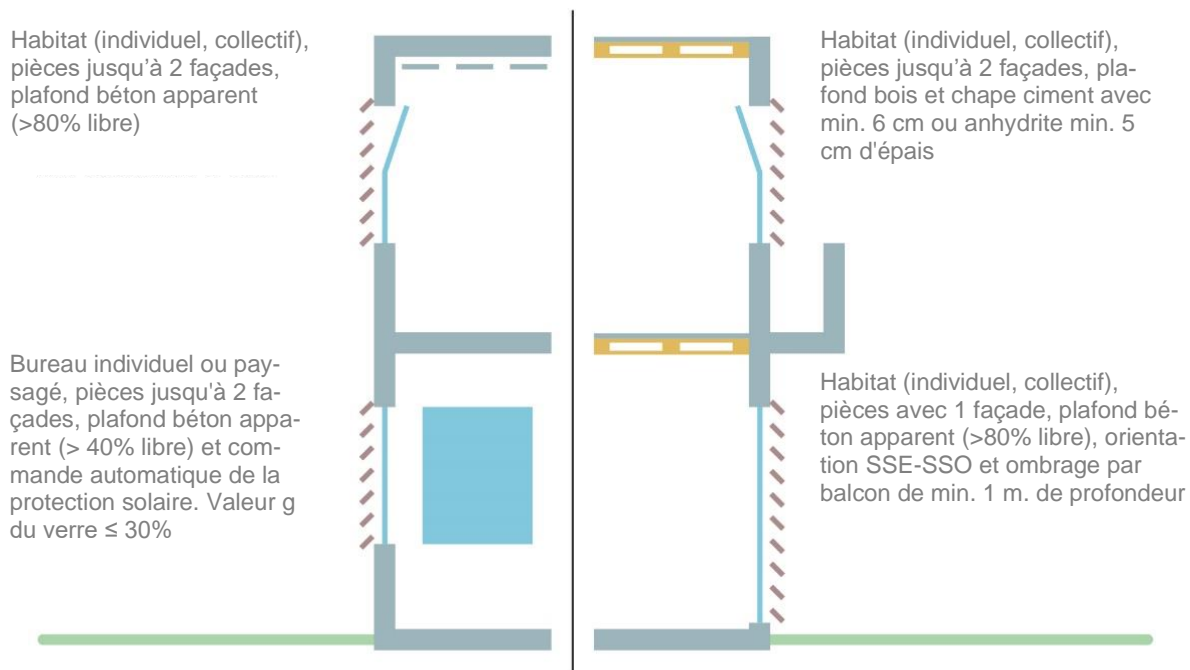 Habitat (individuel, collectif),
pièces jusqu'à 2 façades,
plafond béton apparent
(>80% libre)
Bureau individuel ou pay-
sagé, pièces jusqu'à 2 fa-
çades, plafond béton appa-
rent (> 40% libre) et com-
mande automatique de la
protection solaire. Valeur g
du verre ≤ 30%
Habitat (individuel, collectif),
pièces jusqu'à 2 façades, pla-
fond bois et chape ciment avec
min. 6 cm ou anhydrite min. 5
cm d'épais
Habitat (individuel, collectif),
pièces avec 1 façade, plafond bé-
ton apparent (>80% libre), orienta-
tion SSE-SSO et ombrage par
balcon de min. 1 m. de profondeur